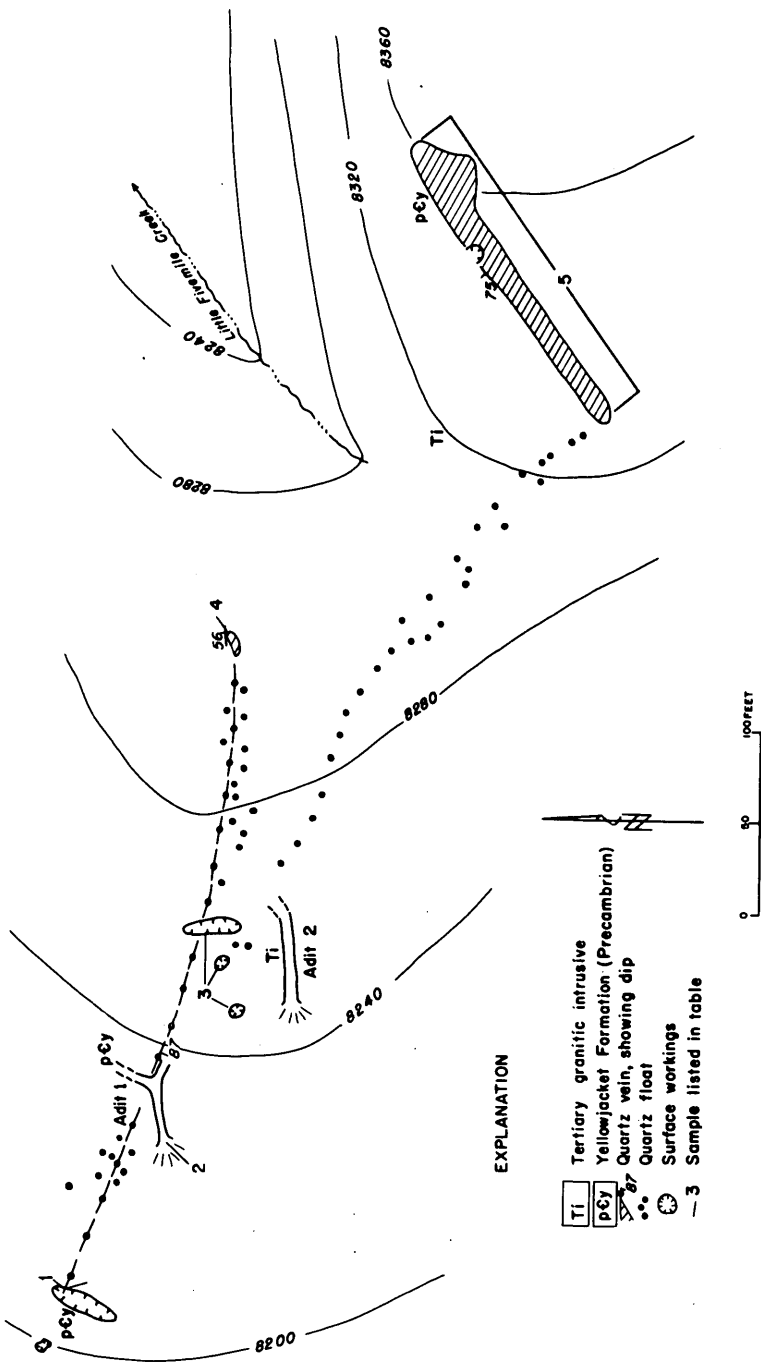 8360
8320
Little Fivemile Creek
8240
8280
pЄy
75
5
Ti
4
56
8280
3
Ti
Adit 2
8240
pЄy
87
Adit 1
2
1
pЄy
8200
EXPLANATION
Ti Tertiary granitic intrusive
pЄy Yellowjacket Formation (Precambrian)
87 Quartz vein, showing dip
Quartz float
Surface workings
—3 Sample listed in table
0 50 100 FEET